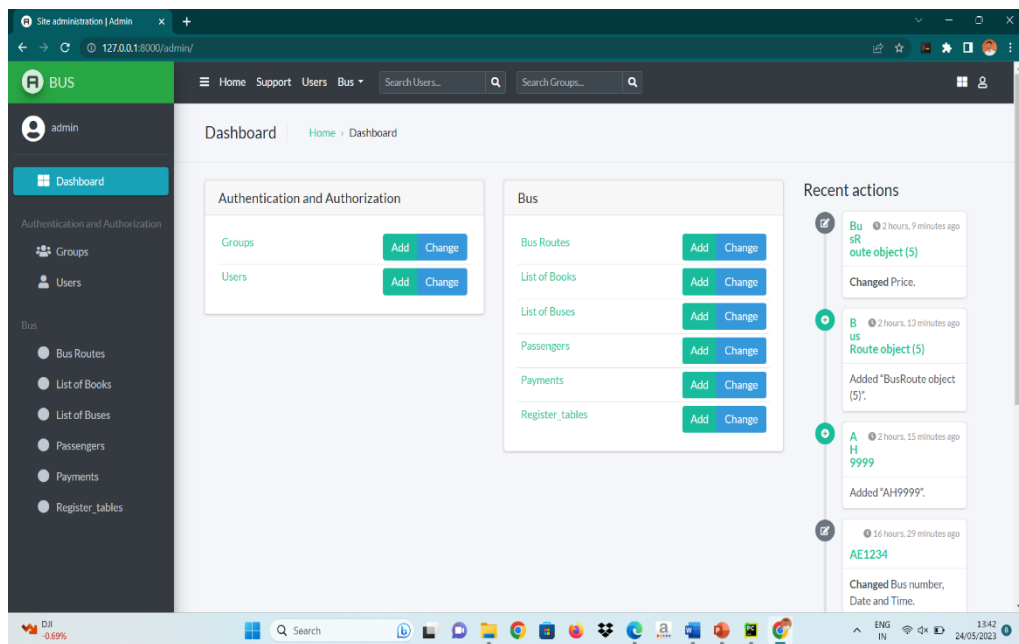 Site administration | Admin
127.0.0.1:8000/admin/
BUS
Home Support Users Bus Search Users... Search Groups...
admin
Dashboard
Authentication and Authorization
Groups
Users
Bus
Bus Routes
List of Books
List of Buses
Passengers
Payments
Register_tables
Dashboard Home › Dashboard
Authentication and Authorization
Groups Add Change
Users Add Change
Bus
Bus Routes Add Change
List of Books Add Change
List of Buses Add Change
Passengers Add Change
Payments Add Change
Register_tables Add Change
Recent actions
Bu 2 hours, 9 minutes ago
sR
oute object (5)
Changed Price.
B 2 hours, 13 minutes ago
us
Route object (5)
Added "BusRoute object
(5)".
A 2 hours, 15 minutes ago
H
9999
Added "AH9999".
16 hours, 29 minutes ago
AE1234
Changed Bus number,
Date and Time.
DJI
-0.69%
Search
ENG
IN
13:42
24/05/2023